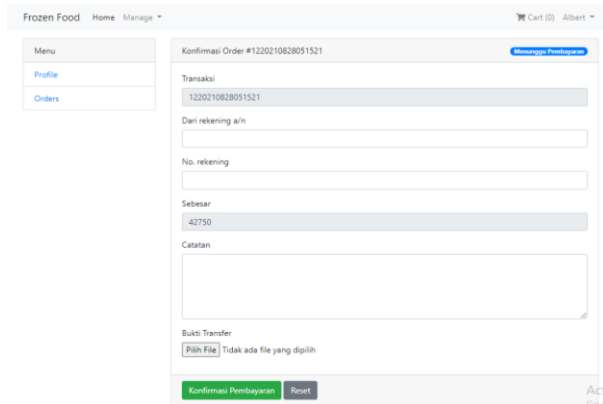 Frozen Food Home Manage Cart (0) Albert
Menu
Profile
Orders
Konfirmasi Order #1220210828051521 Menunggu Pembayaran
Transaksi
1220210828051521
Dari rekening a/n
No. rekening
Sebesar
42750
Catatan
Bukti Transfer
Pilih File Tidak ada file yang dipilih
Konfirmasi Pembayaran Reset